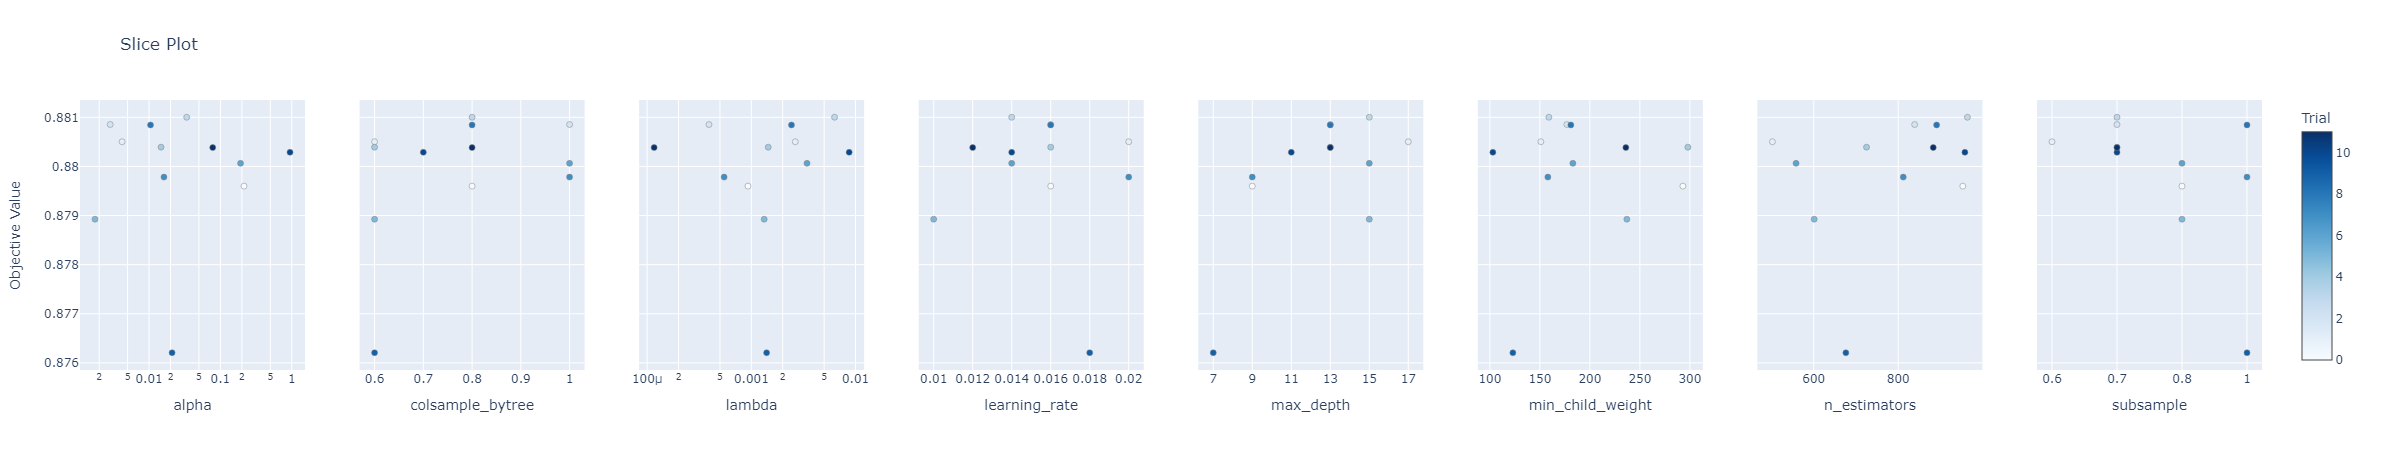 Slice Plot
Objective Value
0.881
0.88
0.879
0.878
0.877
0.876
2 5 0.01 2 5 0.1 2 5 1
alpha
0.6 0.7 0.8 0.9 1
colsample_bytree
100μ 2 5 0.001 2 5 0.01
lambda
0.01 0.012 0.014 0.016 0.018 0.02
learning_rate
7 9 11 13 15 17
max_depth
100 150 200 250 300
min_child_weight
600 800
n_estimators
0.6 0.7 0.8 1
subsample
Trial
10
8
6
4
2
0